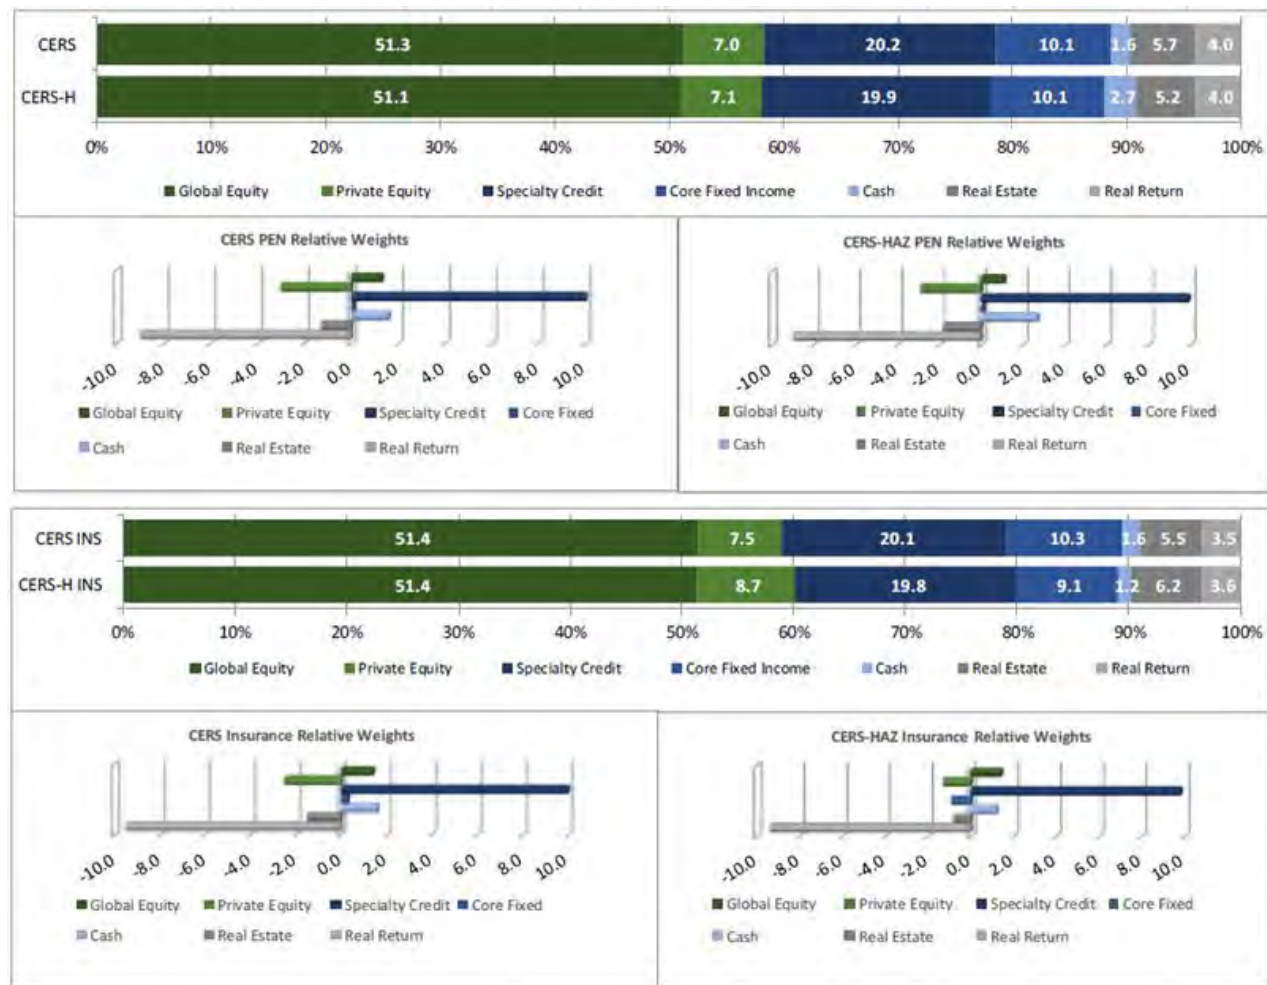 CERS 51.3 7.0 20.2 10.1 1.6 5.7 4.0
CERS-H 51.1 7.1 19.9 10.1 2.7 5.2 4.0
0% 10% 20% 30% 40% 50% 60% 70% 80% 90% 100%
Global Equity Private Equity Specialty Credit Core Fixed Income Cash Real Estate Real Return
CERS PEN Relative Weights
-10.0 -8.0 -6.0 -4.0 -2.0 0.0 2.0 4.0 6.0 8.0 10.0
Global Equity Private Equity Specialty Credit Core Fixed
Cash Real Estate Real Return
CERS-HAZ PEN Relative Weights
-10.0 -8.0 -6.0 -4.0 -2.0 0.0 2.0 4.0 6.0 8.0 10.0
Global Equity Private Equity Specialty Credit Core Fixed
Cash Real Estate Real Return
CERS INS 51.4 7.5 20.1 10.3 1.6 5.5 3.5
CERS-H INS 51.4 8.7 19.8 9.1 1.2 6.2 3.6
0% 10% 20% 30% 40% 50% 60% 70% 80% 90% 100%
Global Equity Private Equity Specialty Credit Core Fixed Income Cash Real Estate Real Return
CERS Insurance Relative Weights
-10.0 -8.0 -6.0 -4.0 -2.0 0.0 2.0 4.0 6.0 8.0 10.0
Global Equity Private Equity Specialty Credit Core Fixed
Cash Real Estate Real Return
CERS-HAZ Insurance Relative Weights
-10.0 -8.0 -6.0 -4.0 -2.0 0.0 2.0 4.0 6.0 8.0 10.0
Global Equity Private Equity Specialty Credit Core Fixed
Cash Real Estate Real Return